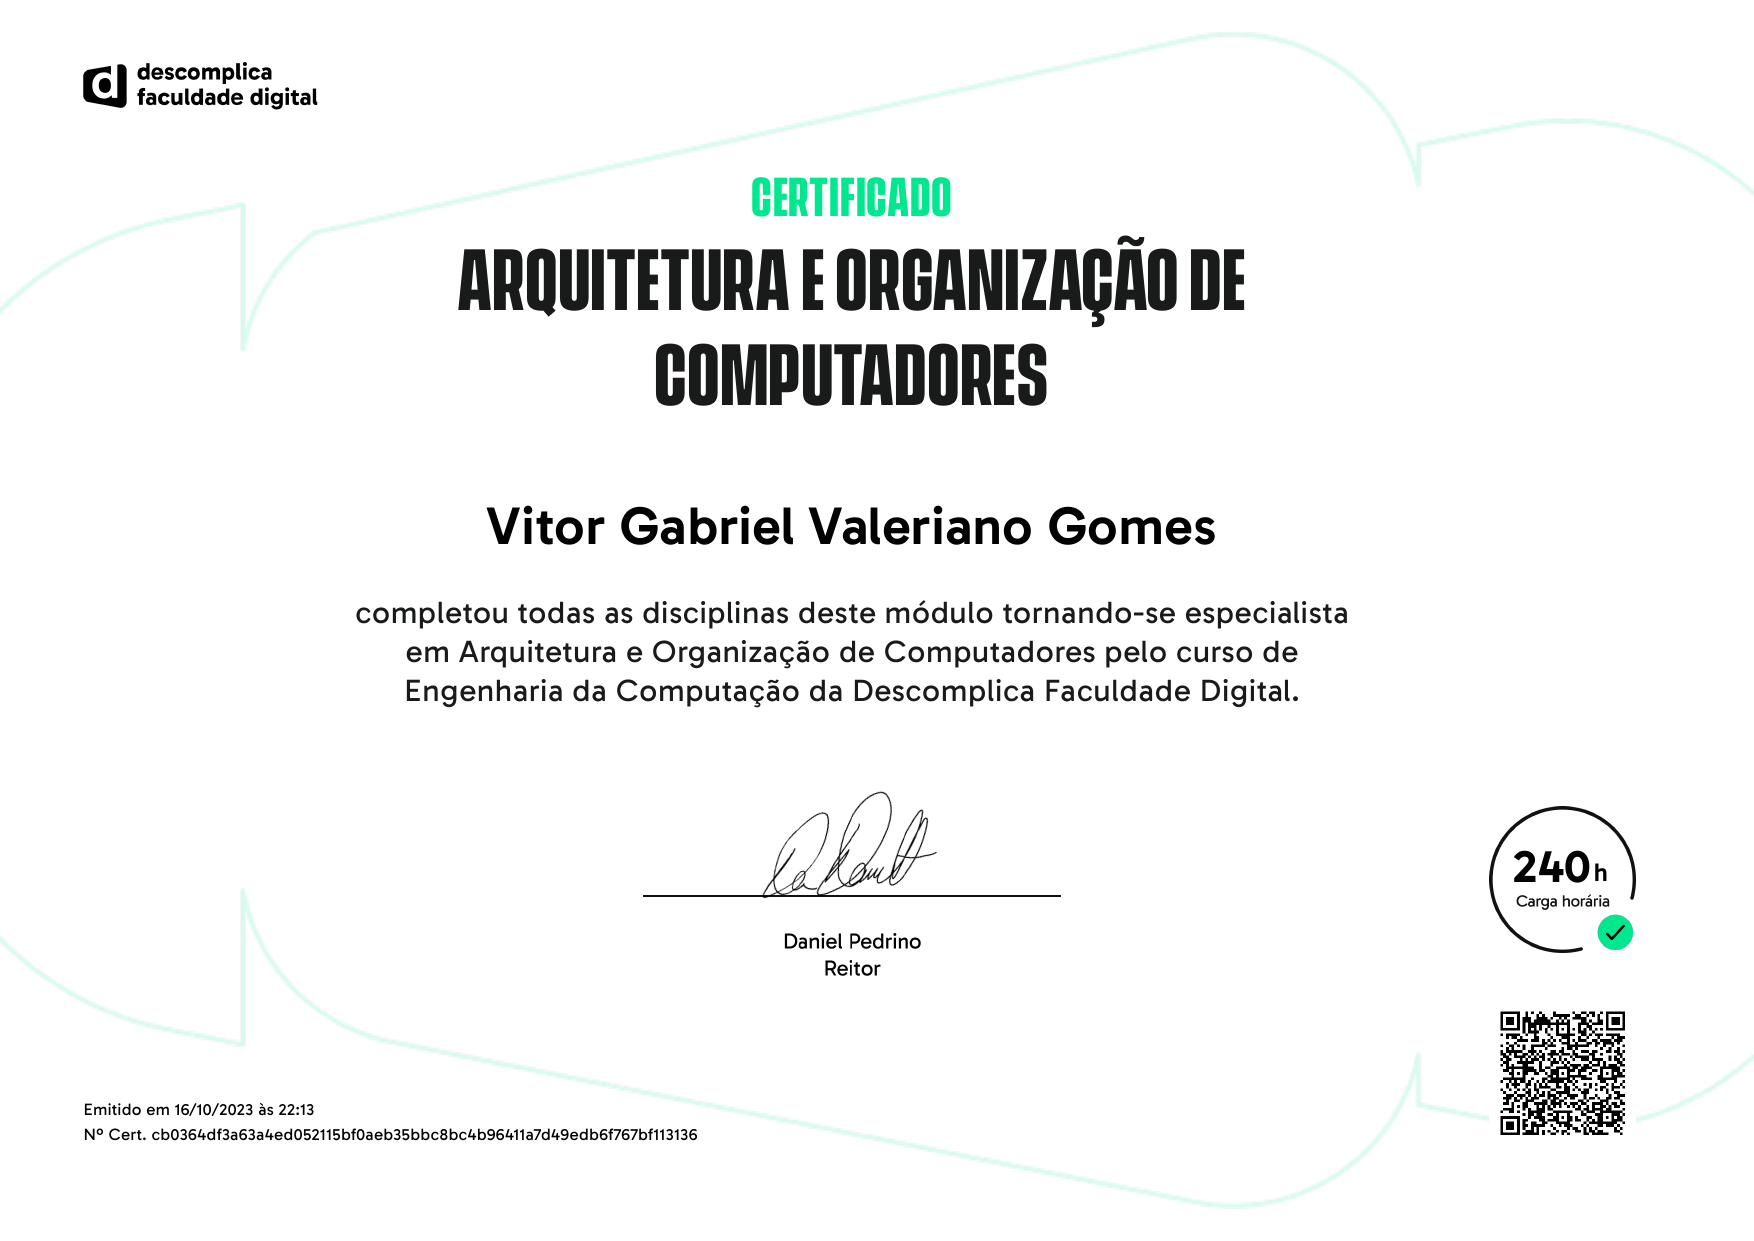 descomplica
faculdade digital
CERTIFICADO
ARQUITETURA E ORGANIZAÇÃO DE
COMPUTADORES
Vitor Gabriel Valeriano Gomes
completou todas as disciplinas deste módulo tornando-se especialista
em Arquitetura e Organização de Computadores pelo curso de
Engenharia da Computação da Descomplica Faculdade Digital.
Daniel Pedrino
Reitor
240h
Carga horária
Emitido em 16/10/2023 às 22:13
Nº Cert. cb0364df3a63a4ed052115bf0aeb35bbc8bc4b96411a7d49edb6f767bf113136